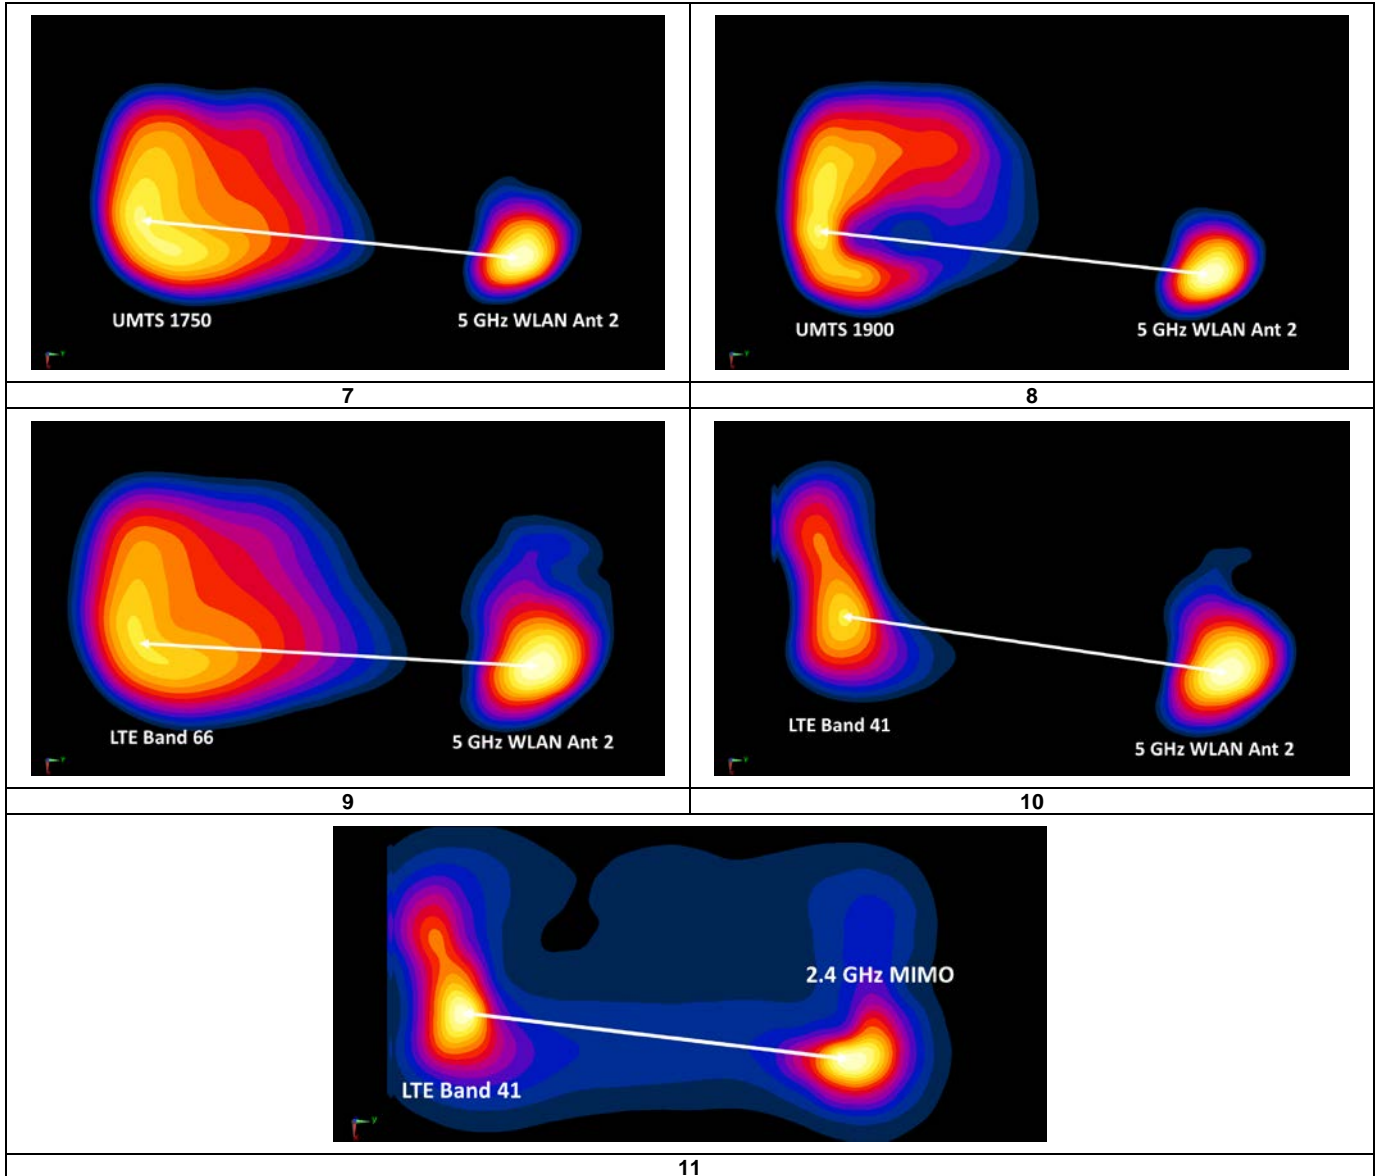 UMTS 1750
5 GHz WLAN Ant 2
UMTS 1900
5 GHz WLAN Ant 2
7
8
LTE Band 66
5 GHz WLAN Ant 2
LTE Band 41
5 GHz WLAN Ant 2
9
10
2.4 GHz MIMO
LTE Band 41
11